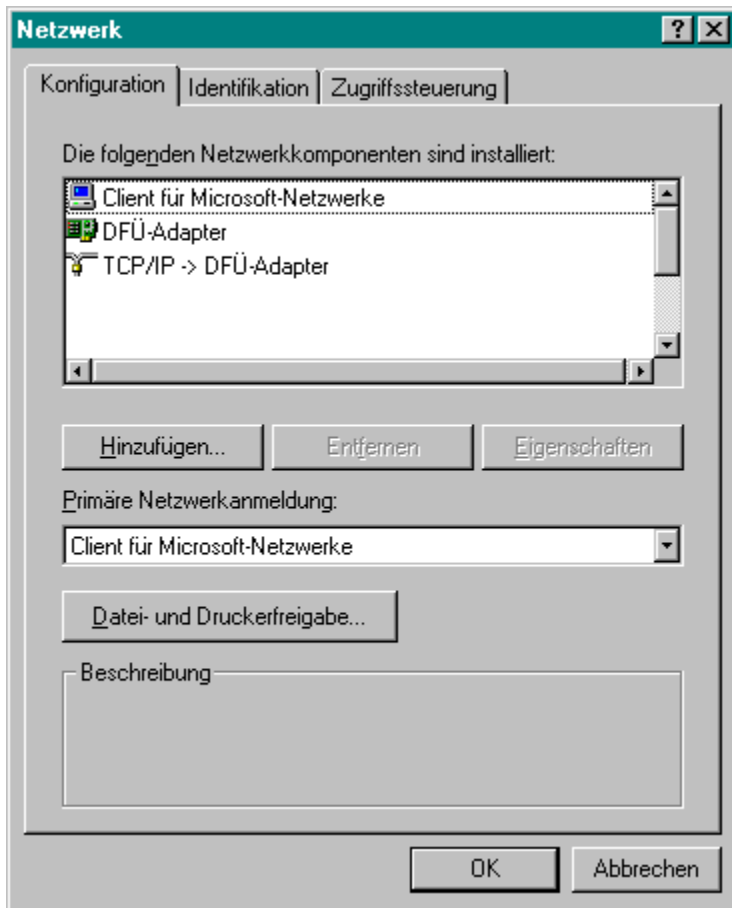 Netzwerk
Konfiguration Identifikation Zugriffssteuerung
Die folgenden Netzwerkkomponenten sind installiert:
Client für Microsoft-Netzwerke
DFÜ-Adapter
TCP/IP -> DFÜ-Adapter
Hinzufügen... Entfernen Eigenschaften
Primäre Netzwerkanmeldung:
Client für Microsoft-Netzwerke
Datei- und Druckerfreigabe...
Beschreibung
OK Abbrechen